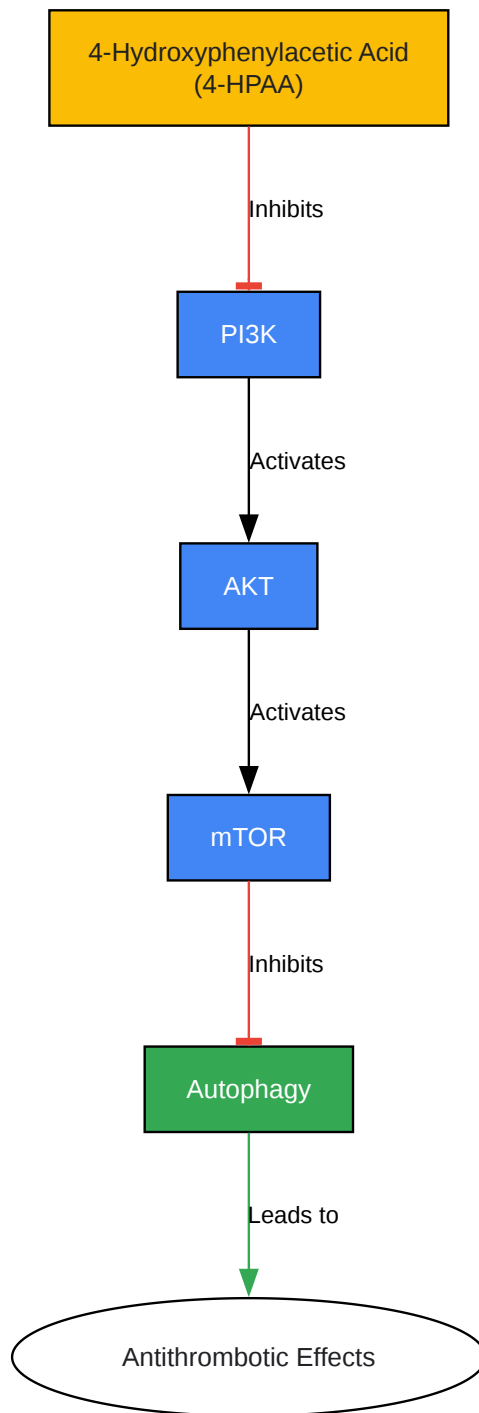 4-Hydroxyphenylacetic Acid
(4-HPAA)
Inhibits
PI3K
Activates
AKT
Activates
mTOR
Inhibits
Autophagy
Leads to
Antithrombotic Effects